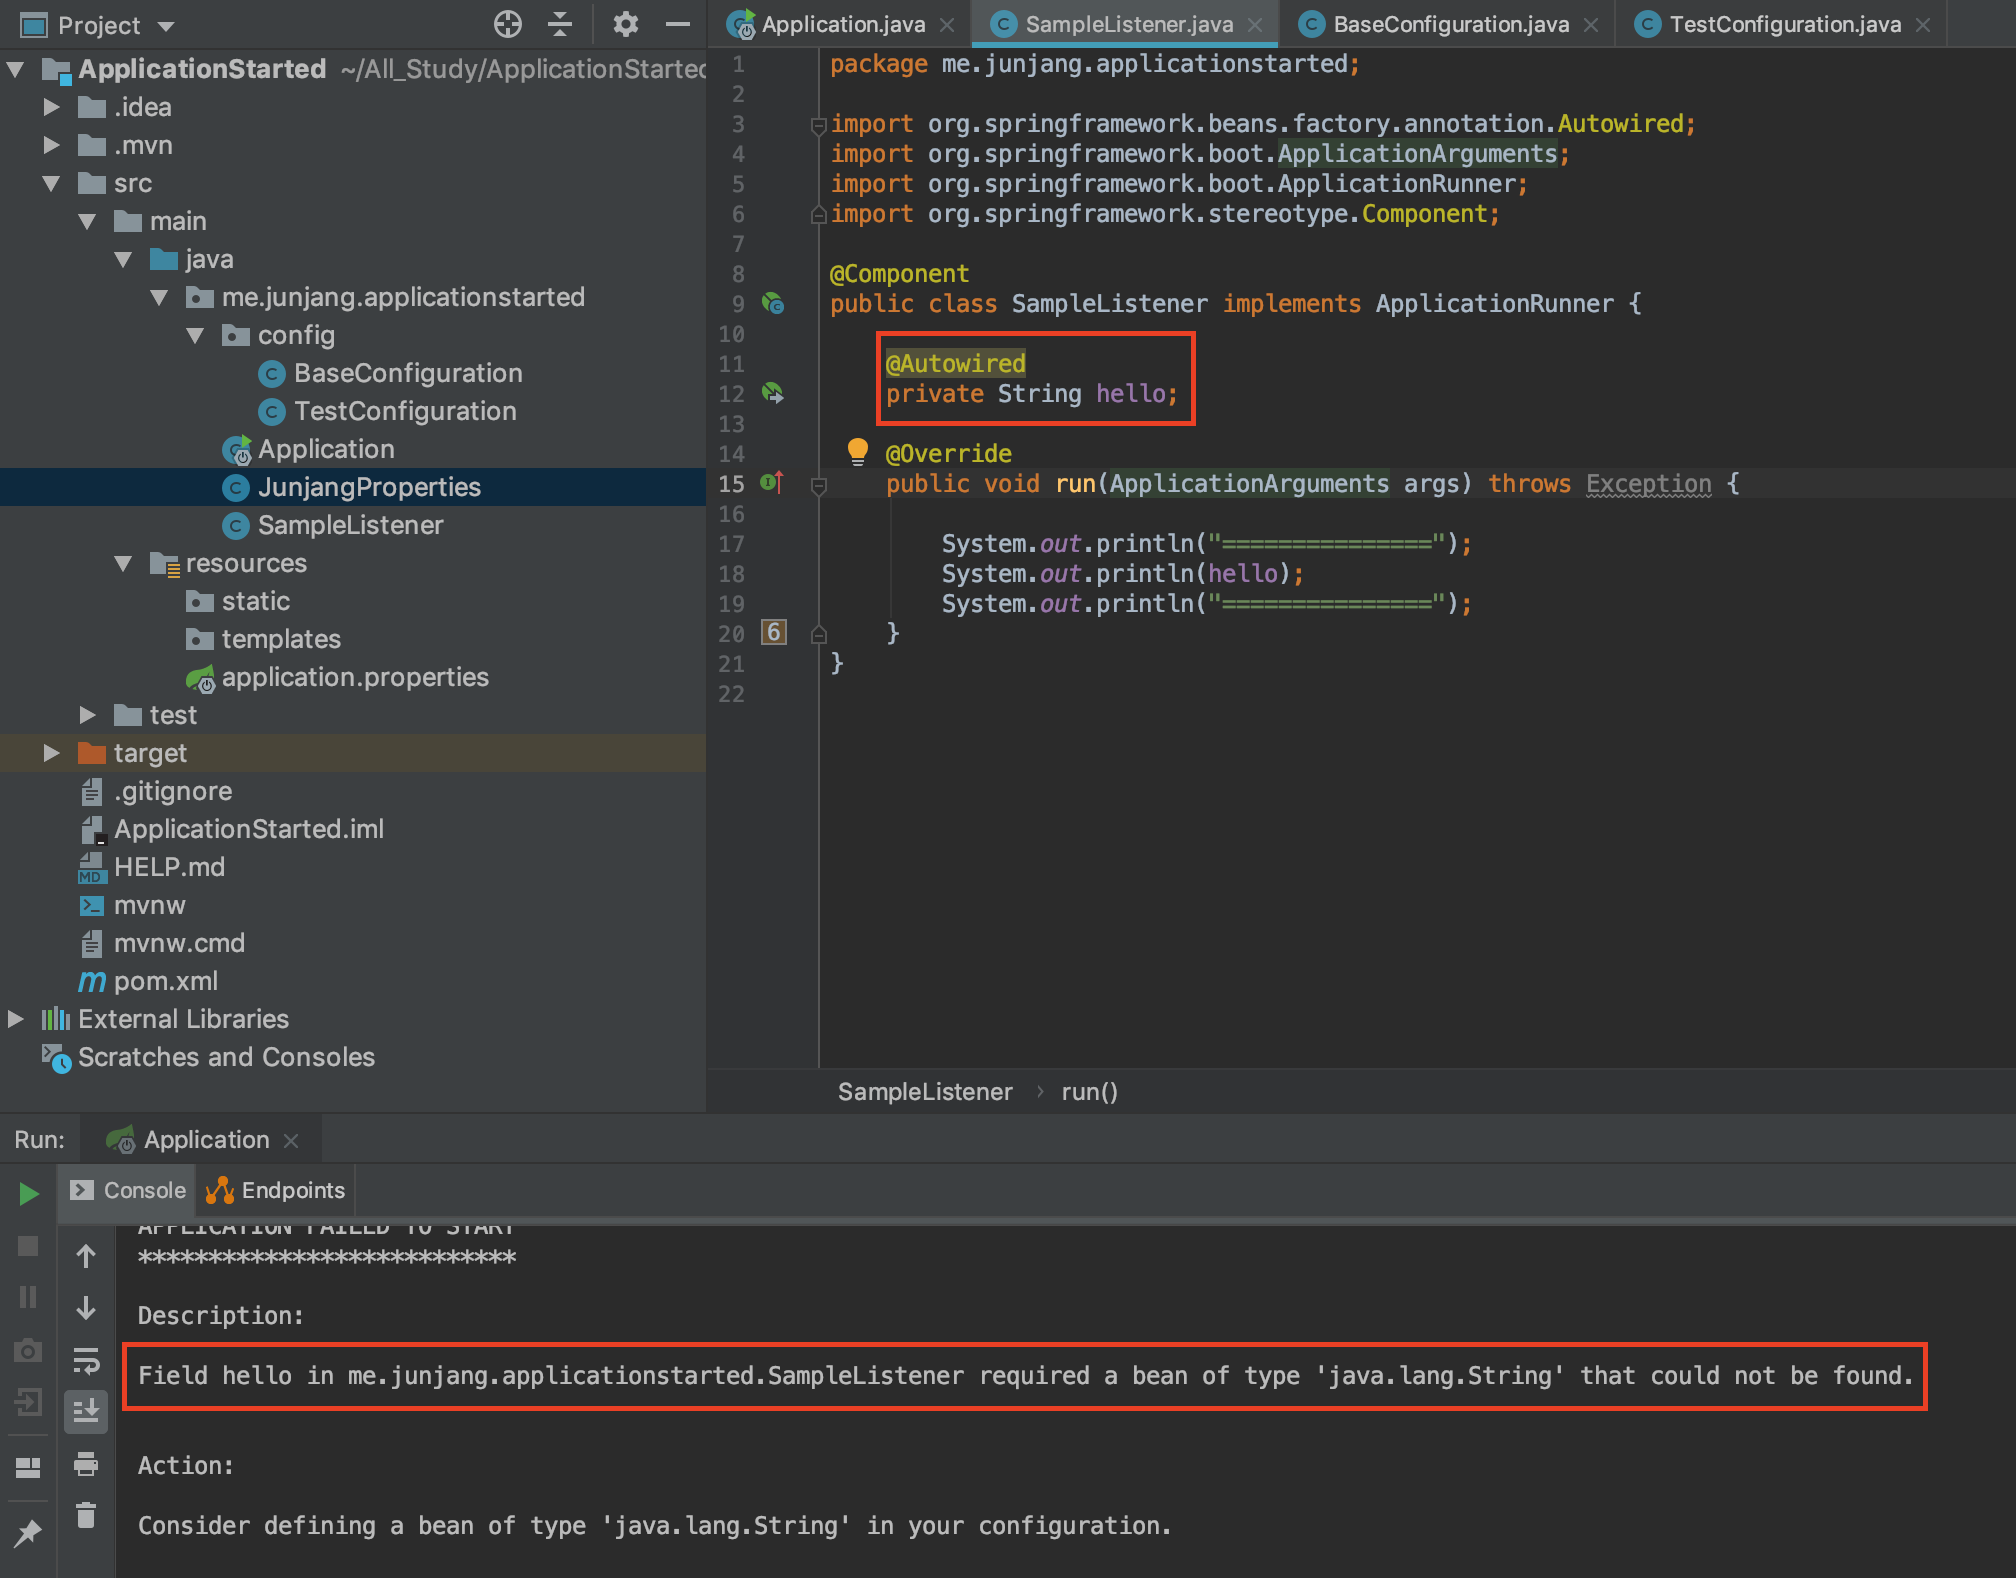 Project
ApplicationStarted ~/All_Study/ApplicationStarted
.idea
.mvn
src
main
java
me.junjang.applicationstarted
config
BaseConfiguration
TestConfiguration
Application
JunjangProperties
SampleListener
resources
static
templates
application.properties
test
target
.gitignore
ApplicationStarted.iml
HELP.md
mvnw
mvnw.cmd
pom.xml
External Libraries
Scratches and Consoles
Application.java SampleListener.java BaseConfiguration.java TestConfiguration.java
1 package me.junjang.applicationstarted;
2
3 import org.springframework.beans.factory.annotation.Autowired;
4 import org.springframework.boot.ApplicationArguments;
5 import org.springframework.boot.ApplicationRunner;
6 import org.springframework.stereotype.Component;
7
8 @Component
9 public class SampleListener implements ApplicationRunner {
10
11 @Autowired
12 private String hello;
13
14 @Override
15 public void run(ApplicationArguments args) throws Exception {
16
17 System.out.println("===============");
18 System.out.println(hello);
19 System.out.println("===============");
20 6 }
21 }
22
SampleListener › run()
Run: Application
Console Endpoints
APPLICATION FAILED TO START
***************************
Description:
Field hello in me.junjang.applicationstarted.SampleListener required a bean of type 'java.lang.String' that could not be found.
Action:
Consider defining a bean of type 'java.lang.String' in your configuration.